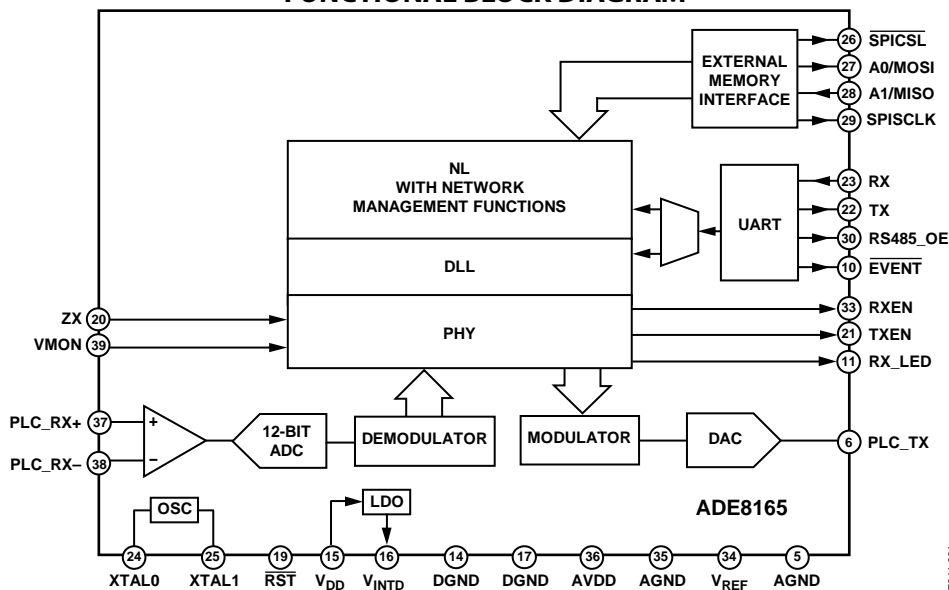 FUNCTIONAL BLOCK DIAGRAM
EXTERNAL
MEMORY
INTERFACE
26 SPICSL
27 A0/MOSI
28 A1/MISO
29 SPISCLK
NL
WITH NETWORK
MANAGEMENT FUNCTIONS
DLL
PHY
UART
23 RX
22 TX
30 RS485_OE
10 EVENT
33 RXEN
21 TXEN
11 RX_LED
ZX 20
VMON 39
PLC_RX+ 37
PLC_RX– 38
+
–
12-BIT
ADC
DEMODULATOR
MODULATOR
DAC
6 PLC_TX
ADE8165
OSC
LDO
24 25 19 15 16 14 17 36 35 34 5
XTAL0 XTAL1 RST VDD VINTD DGND DGND AVDD AGND VREF AGND